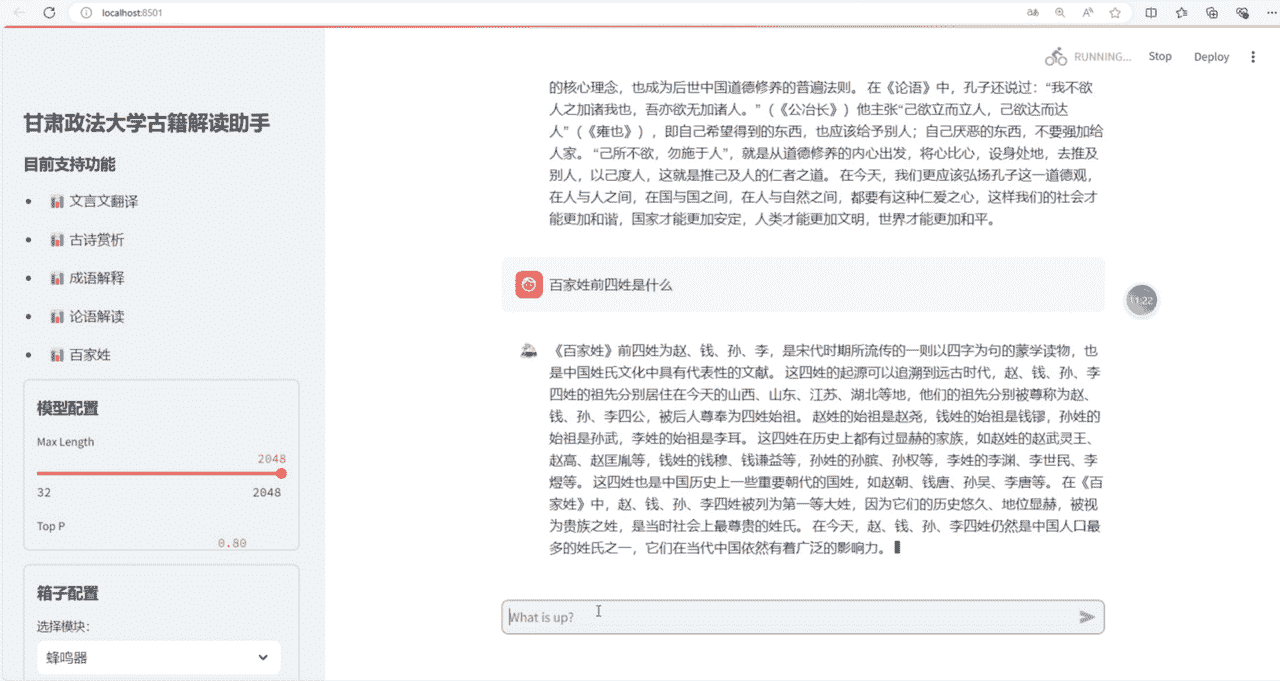 localhost:8501
RUNNING...
Stop
Deploy
甘肃政法大学古籍解读助手
目前支持功能
文言文翻译
古诗赏析
成语解释
论语解读
百家姓
模型配置
Max Length
2048
32
2048
Top P
0.80
箱子配置
选择模块：
蜂鸣器
的核心理念，也成为后世中国道德修养的普遍法则。 在《论语》中，孔子还说过：“我不欲
人之加诸我也，吾亦欲无加诸人。”（《公冶长》）他主张“己欲立而立人，己欲达而达
人”（《雍也》），即自己希望得到的东西，也应该给予别人；自己厌恶的东西，不要强加给
人家。 “己所不欲，勿施于人”，就是从道德修养的内心出发，将心比心，设身处地，去推及
别人，以己度人，这就是推己及人的仁者之道。 在今天，我们更应该弘扬孔子这一道德观，
在人与人之间，在国与国之间，在人与自然之间，都要有这种仁爱之心，这样我们的社会才
能更加和谐，国家才能更加安定，人类才能更加文明，世界才能更加和平。
百家姓前四姓是什么
11:22
《百家姓》前四姓为赵、钱、孙、李，是宋代时期所流传的一则以四字为句的蒙学读物，也
是中国姓氏文化中具有代表性的文献。 这四姓的起源可以追溯到远古时代，赵、钱、孙、李
四姓的祖先分别居住在今天的山西、山东、江苏、湖北等地，他们的祖先分别被尊称为赵、
钱、孙、李四公，被后人尊奉为四姓始祖。 赵姓的始祖是赵尧，钱姓的始祖是钱镠，孙姓的
始祖是孙武，李姓的始祖是李耳。 这四姓在历史上都有过显赫的家族，如赵姓的赵武灵王、
赵高、赵匡胤等，钱姓的钱穆、钱谦益等，孙姓的孙膑、孙权等，李姓的李渊、李世民、李
煜等。 这四姓也是中国历史上一些重要朝代的国姓，如赵朝、钱唐、孙吴、李唐等。 在《百
家姓》中，赵、钱、孙、李四姓被列为第一等大姓，因为它们的历史悠久、地位显赫，被视
为贵族之姓，是当时社会上最尊贵的姓氏。 在今天，赵、钱、孙、李四姓仍然是中国人口最
多的姓氏之一，它们在当代中国依然有着广泛的影响力。
What is up?